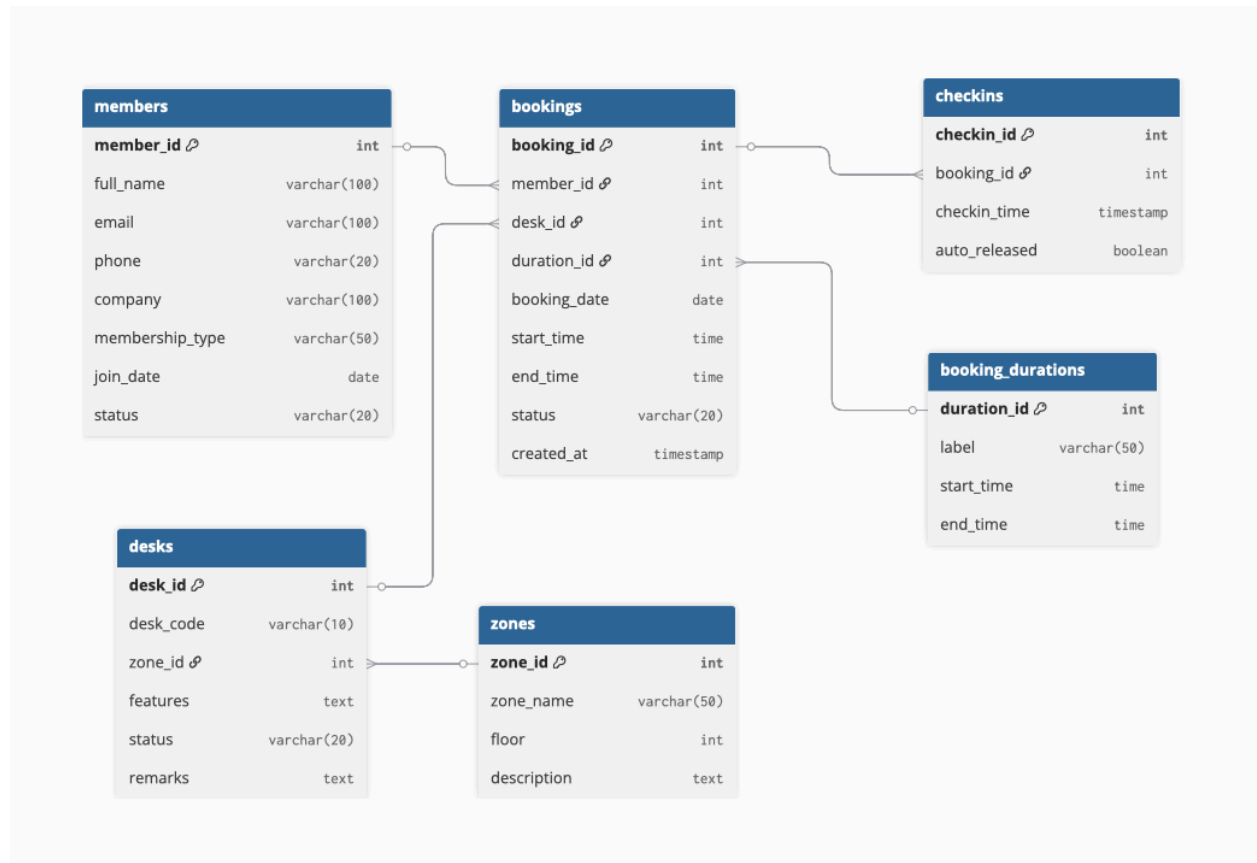 members
member_id int
full_name varchar(100)
email varchar(100)
phone varchar(20)
company varchar(100)
membership_type varchar(50)
join_date date
status varchar(20)
bookings
booking_id int
member_id int
desk_id int
duration_id int
booking_date date
start_time time
end_time time
status varchar(20)
created_at timestamp
checkins
checkin_id int
booking_id int
checkin_time timestamp
auto_released boolean
booking_durations
duration_id int
label varchar(50)
start_time time
end_time time
desks
desk_id int
desk_code varchar(10)
zone_id int
features text
status varchar(20)
remarks text
zones
zone_id int
zone_name varchar(50)
floor int
description text